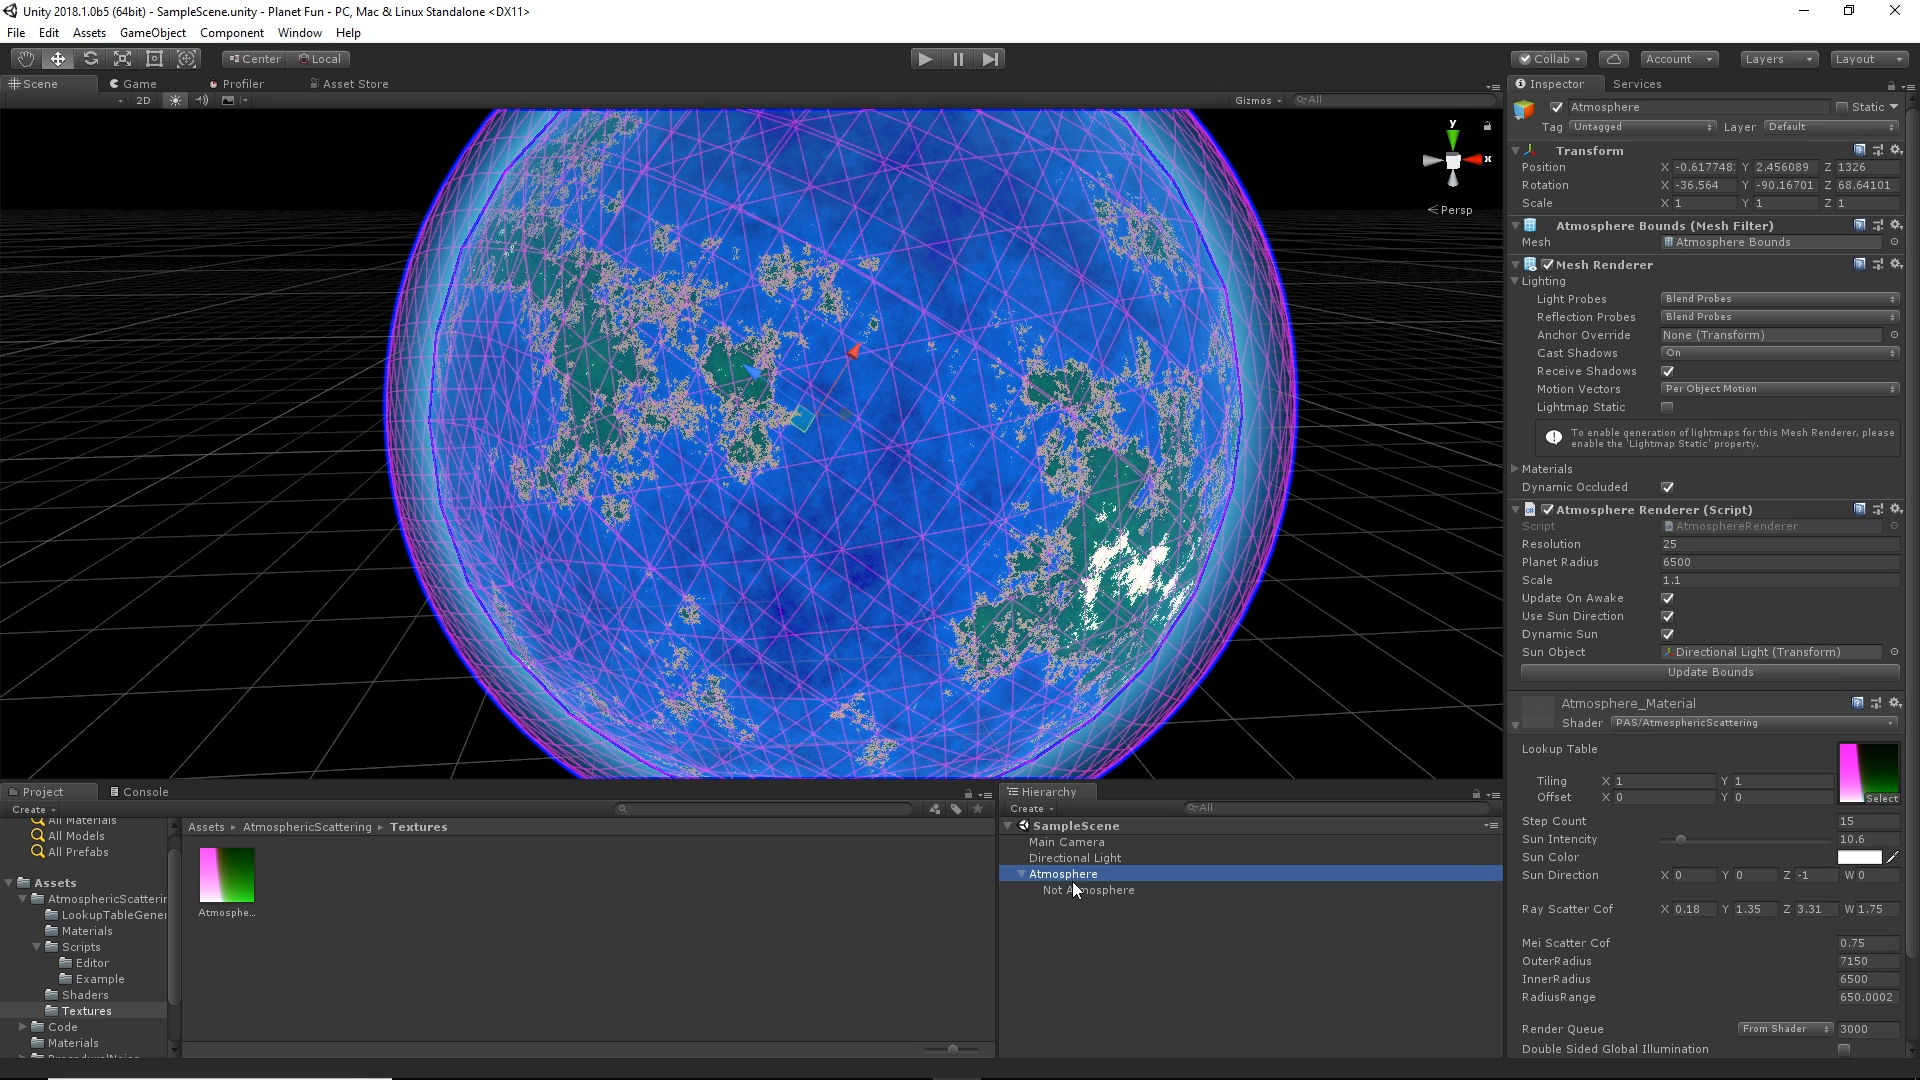 Unity 2018.1.0b5 (64bit) - SampleScene.unity - Planet Fun - PC, Mac & Linux Standalone <DX11>
File Edit Assets GameObject Component Window Help
Center Local Collab Account Layers Layout
Scene Game Profiler Asset Store
2D Gizmos All
y
x
Persp
Inspector Services
Atmosphere Static
Tag Untagged Layer Default
Transform
Position X -0.617748 Y 2.456089 Z 1326
Rotation X -36.564 Y -90.16701 Z 68.64101
Scale X 1 Y 1 Z 1
Atmosphere Bounds (Mesh Filter)
Mesh Atmosphere Bounds
Mesh Renderer
Lighting
Light Probes Blend Probes
Reflection Probes Blend Probes
Anchor Override None (Transform)
Cast Shadows On
Receive Shadows
Motion Vectors Per Object Motion
Lightmap Static
To enable generation of lightmaps for this Mesh Renderer, please
enable the 'Lightmap Static' property.
Materials
Dynamic Occluded
Atmosphere Renderer (Script)
Script AtmosphereRenderer
Resolution 25
Planet Radius 6500
Scale 1.1
Update On Awake
Use Sun Direction
Dynamic Sun
Sun Object Directional Light (Transform)
Update Bounds
Atmosphere_Material
Shader PAS/AtmosphericScattering
Lookup Table
Tiling X 1 Y 1
Offset X 0 Y 0
Select
Step Count 15
Sun Intensity 10.6
Sun Color
Sun Direction X 0 Y 0 Z -1 W 0
Ray Scatter Cof X 0.18 Y 1.35 Z 3.31 W 1.75
Mei Scatter Cof 0.75
OuterRadius 7150
InnerRadius 6500
RadiusRange 650.0002
Render Queue From Shader 3000
Double Sided Global Illumination
Project Console
Create
All Materials
All Models
All Prefabs
Assets
AtmosphericScatterin
LookupTableGener
Materials
Scripts
Editor
Example
Shaders
Textures
Code
Materials
Assets AtmosphericScattering Textures
Atmosphe...
Hierarchy
Create All
SampleScene
Main Camera
Directional Light
Atmosphere
Not Atmosphere